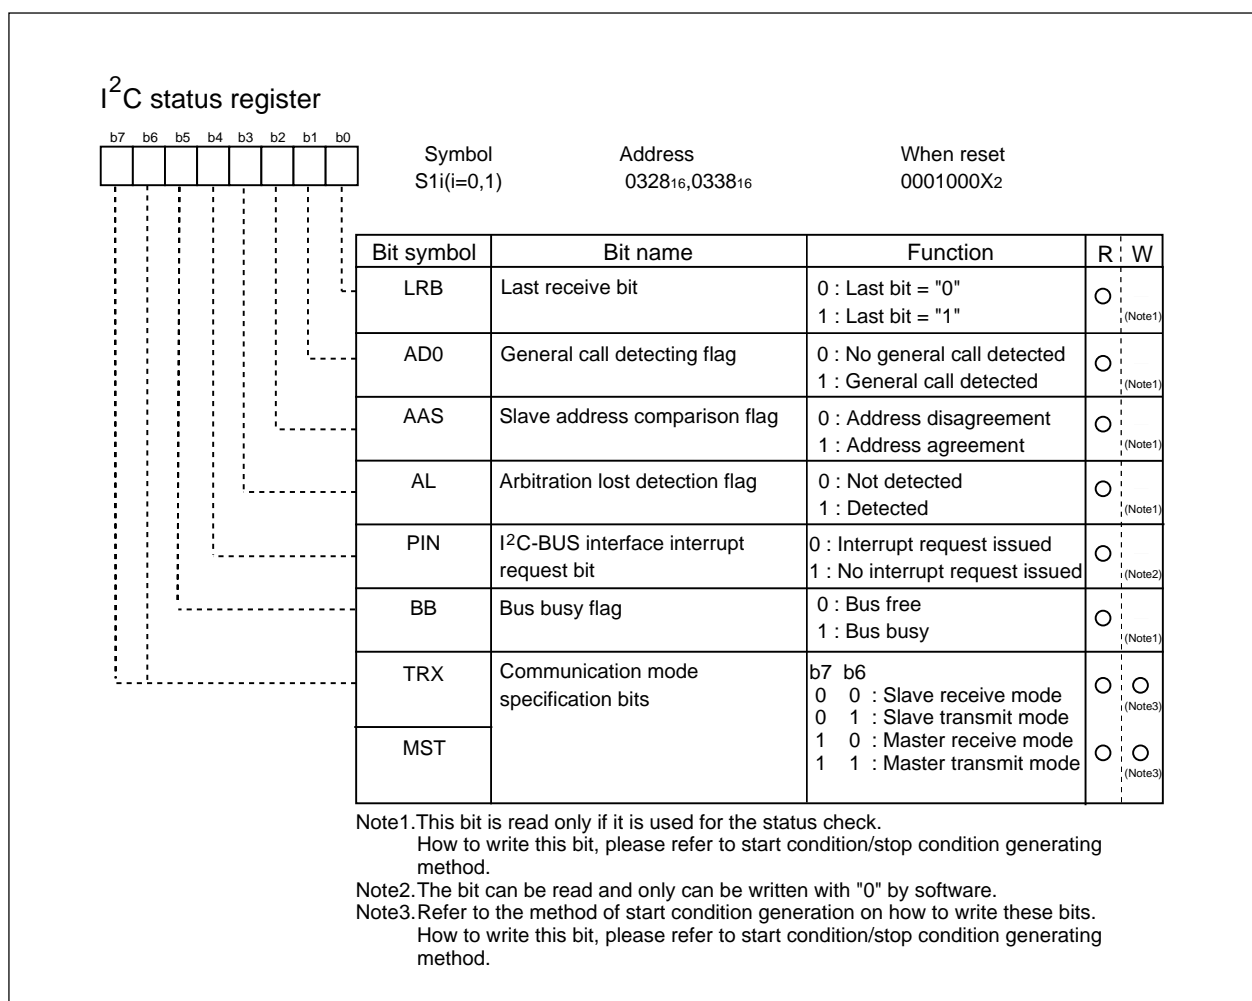 I²C status register
b7 b6 b5 b4 b3 b2 b1 b0
Symbol Address When reset
S1i(i=0,1) 0328₁₆,0338₁₆ 0001000X₂
Bit symbol Bit name Function R W
LRB Last receive bit 0 : Last bit = "0"
1 : Last bit = "1"
(Note1)
AD0 General call detecting flag 0 : No general call detected
1 : General call detected
(Note1)
AAS Slave address comparison flag 0 : Address disagreement
1 : Address agreement
(Note1)
AL Arbitration lost detection flag 0 : Not detected
1 : Detected
(Note1)
PIN I²C-BUS interface interrupt 0 : Interrupt request issued
request bit 1 : No interrupt request issued
(Note2)
BB Bus busy flag 0 : Bus free
1 : Bus busy
(Note1)
TRX Communication mode b7 b6
specification bits 0 0 : Slave receive mode
(Note3)
0 1 : Slave transmit mode
MST 1 0 : Master receive mode
1 1 : Master transmit mode
(Note3)
Note1.This bit is read only if it is used for the status check.
How to write this bit, please refer to start condition/stop condition generating
method.
Note2.The bit can be read and only can be written with "0" by software.
Note3.Refer to the method of start condition generation on how to write these bits.
How to write this bit, please refer to start condition/stop condition generating
method.